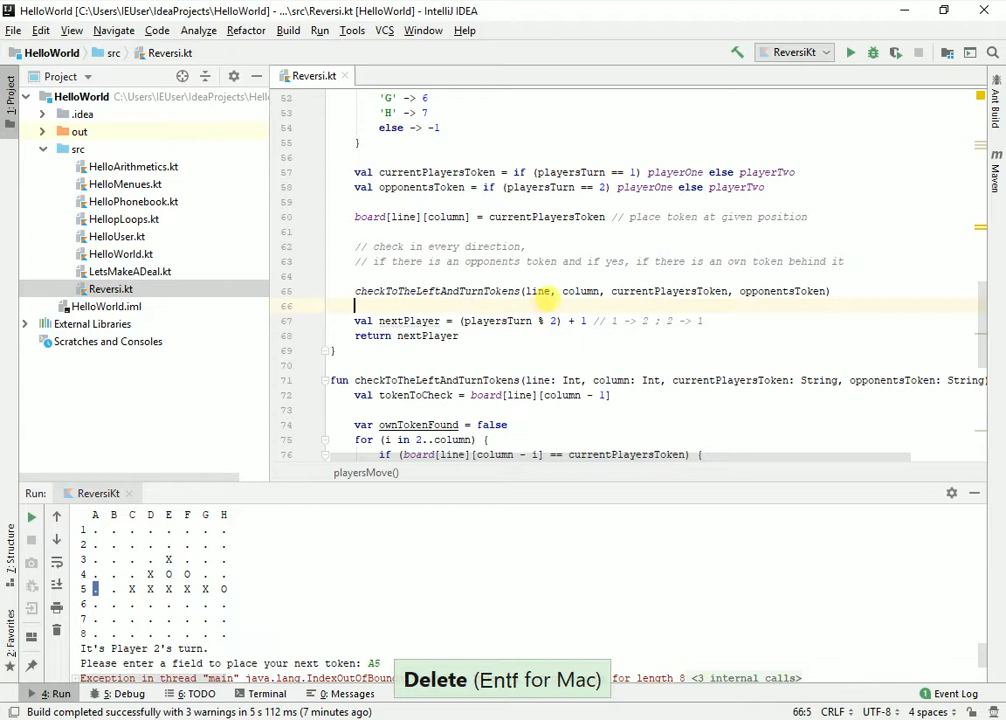 HelloWorld [C:\Users\IEUser\IdeaProjects\HelloWorld] - ...\src\Reversi.kt [HelloWorld] - IntelliJ IDEA
File Edit View Navigate Code Analyze Refactor Build Run Tools VCS Window Help
HelloWorld src Reversi.kt ReversiKt
1: Project
Project
Reversi.kt
HelloWorld C:\Users\IEUser\IdeaProjects\Hell
.idea
out
src
HelloArithmetics.kt
HelloMenues.kt
HelloPhonebook.kt
HellopLoops.kt
HelloUser.kt
HelloWorld.kt
LetsMakeADeal.kt
Reversi.kt
HelloWorld.iml
External Libraries
Scratches and Consoles
52 'G' -> 6
53 'H' -> 7
54 else -> -1
55 }
56
57 val currentPlayersToken = if (playersTurn == 1) playerOne else playerTwo
58 val opponentsToken = if (playersTurn == 2) playerOne else playerTwo
59
60 board[line][column] = currentPlayersToken // place token at given position
61
62 // check in every direction,
63 // if there is an opponents token and if yes, if there is an own token behind it
64
65 checkToTheLeftAndTurnTokens(line, column, currentPlayersToken, opponentsToken)
66
67 val nextPlayer = (playersTurn % 2) + 1 // 1 -> 2 ; 2 -> 1
68 return nextPlayer
69 }
70
71 fun checkToTheLeftAndTurnTokens(line: Int, column: Int, currentPlayersToken: String, opponentsToken: String)
72 val tokenToCheck = board[line][column - 1]
73
74 var ownTokenFound = false
75 for (i in 2..column) {
76 if (board[line][column - i] == currentPlayersToken) {
playersMove()
Ant Build
Maven
Run: ReversiKt
A B C D E F G H
1 . . . . . . . .
2 . . . . . . . .
3 . . . . X . . .
4 . . . X O O . .
5 . . X X X X X O
6 . . . . . . . .
7 . . . . . . . .
8 . . . . . . . .
It's Player 2's turn.
Please enter a field to place your next token: A5
Exception in thread "main" java.lang.IndexOutOfBoun
for length 8 <3 internal calls>
Delete (Entf for Mac)
7: Structure
2: Favorites
4: Run 5: Debug 6: TODO Terminal 0: Messages Event Log
Build completed successfully with 3 warnings in 5 s 112 ms (7 minutes ago) 66:5 CRLF UTF-8 4 spaces